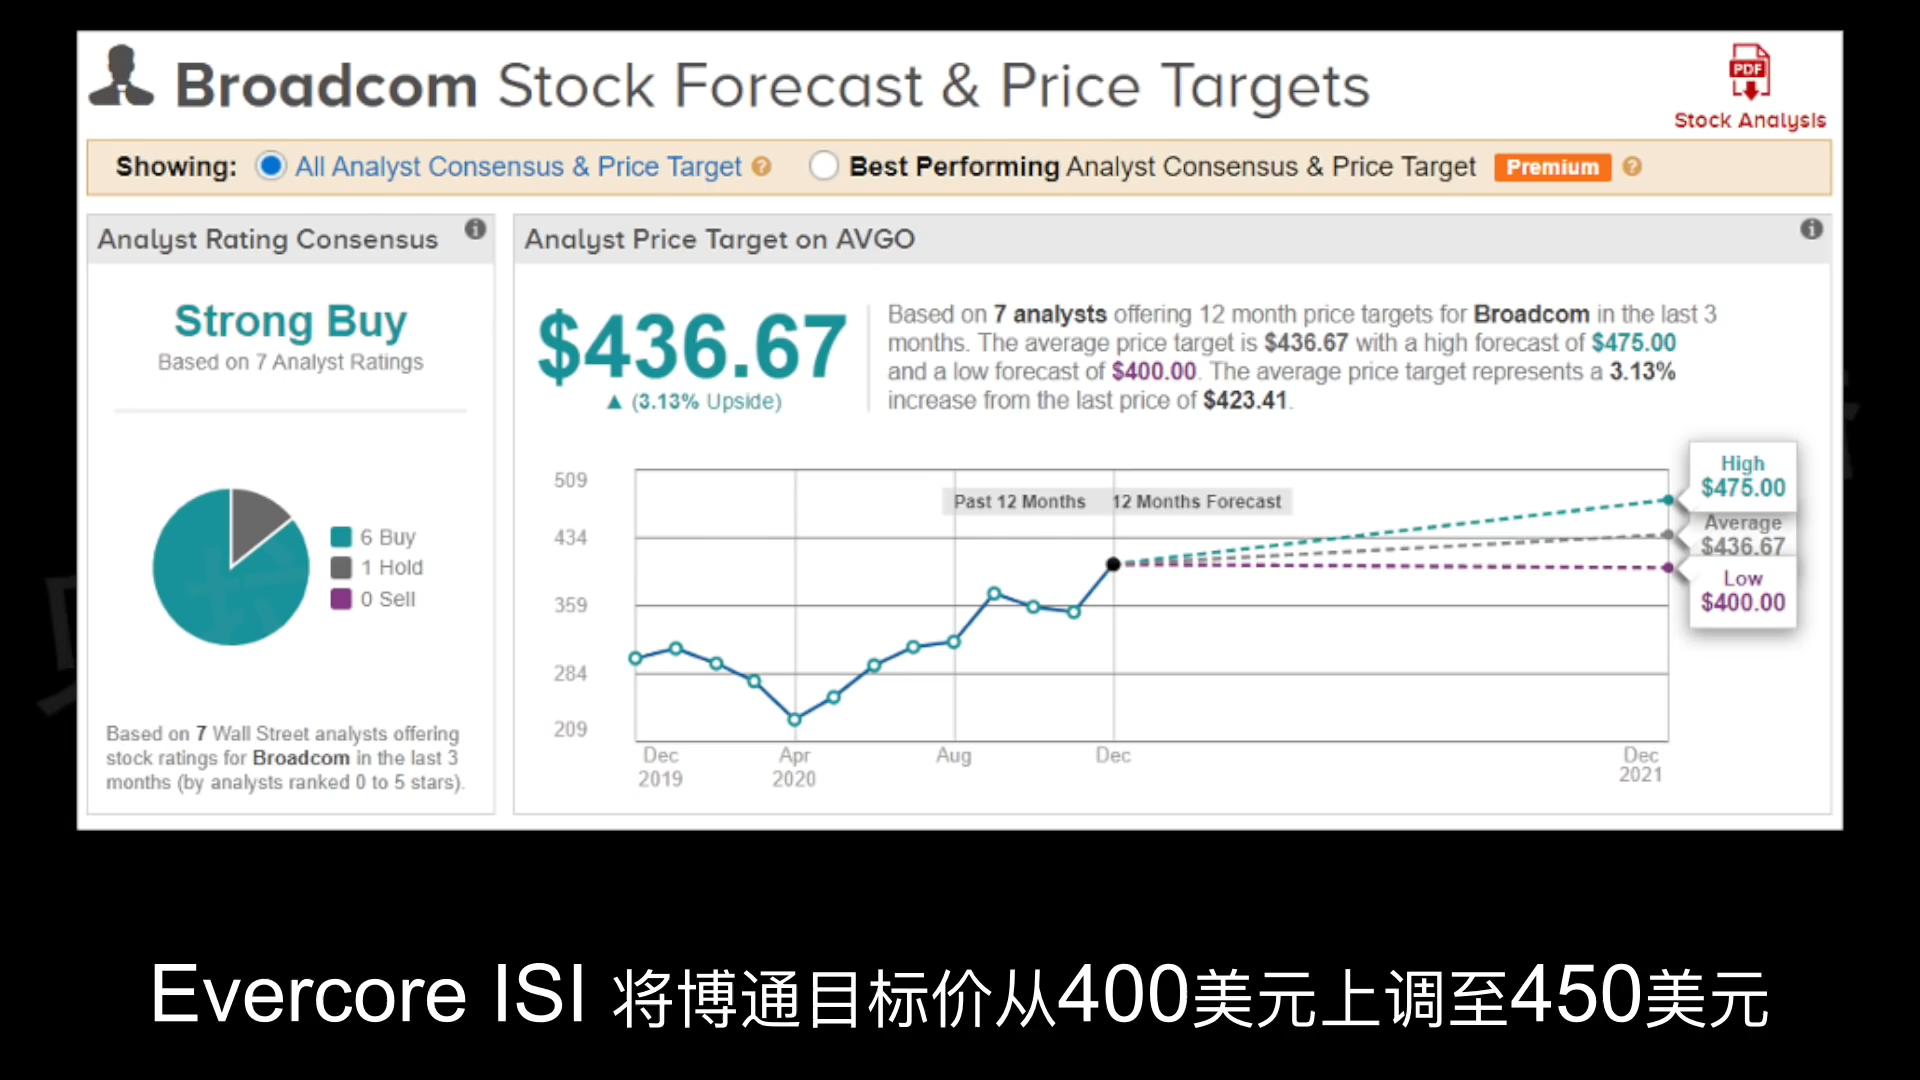 Broadcom Stock Forecast & Price Targets
PDF
Stock Analysis
Showing: All Analyst Consensus & Price Target ? Best Performing Analyst Consensus & Price Target Premium ?
Analyst Rating Consensus
Strong Buy
Based on 7 Analyst Ratings
6 Buy
1 Hold
0 Sell
Based on 7 Wall Street analysts offering
stock ratings for Broadcom in the last 3
months (by analysts ranked 0 to 5 stars).
Analyst Price Target on AVGO
$436.67
▲ (3.13% Upside)
Based on 7 analysts offering 12 month price targets for Broadcom in the last 3
months. The average price target is $436.67 with a high forecast of $475.00
and a low forecast of $400.00. The average price target represents a 3.13%
increase from the last price of $423.41.
509
434
359
284
209
Past 12 Months 12 Months Forecast
High
$475.00
Average
$436.67
Low
$400.00
Dec
2019
Apr
2020
Aug
Dec
Dec
2021
Evercore ISI 将博通目标价从400美元上调至450美元